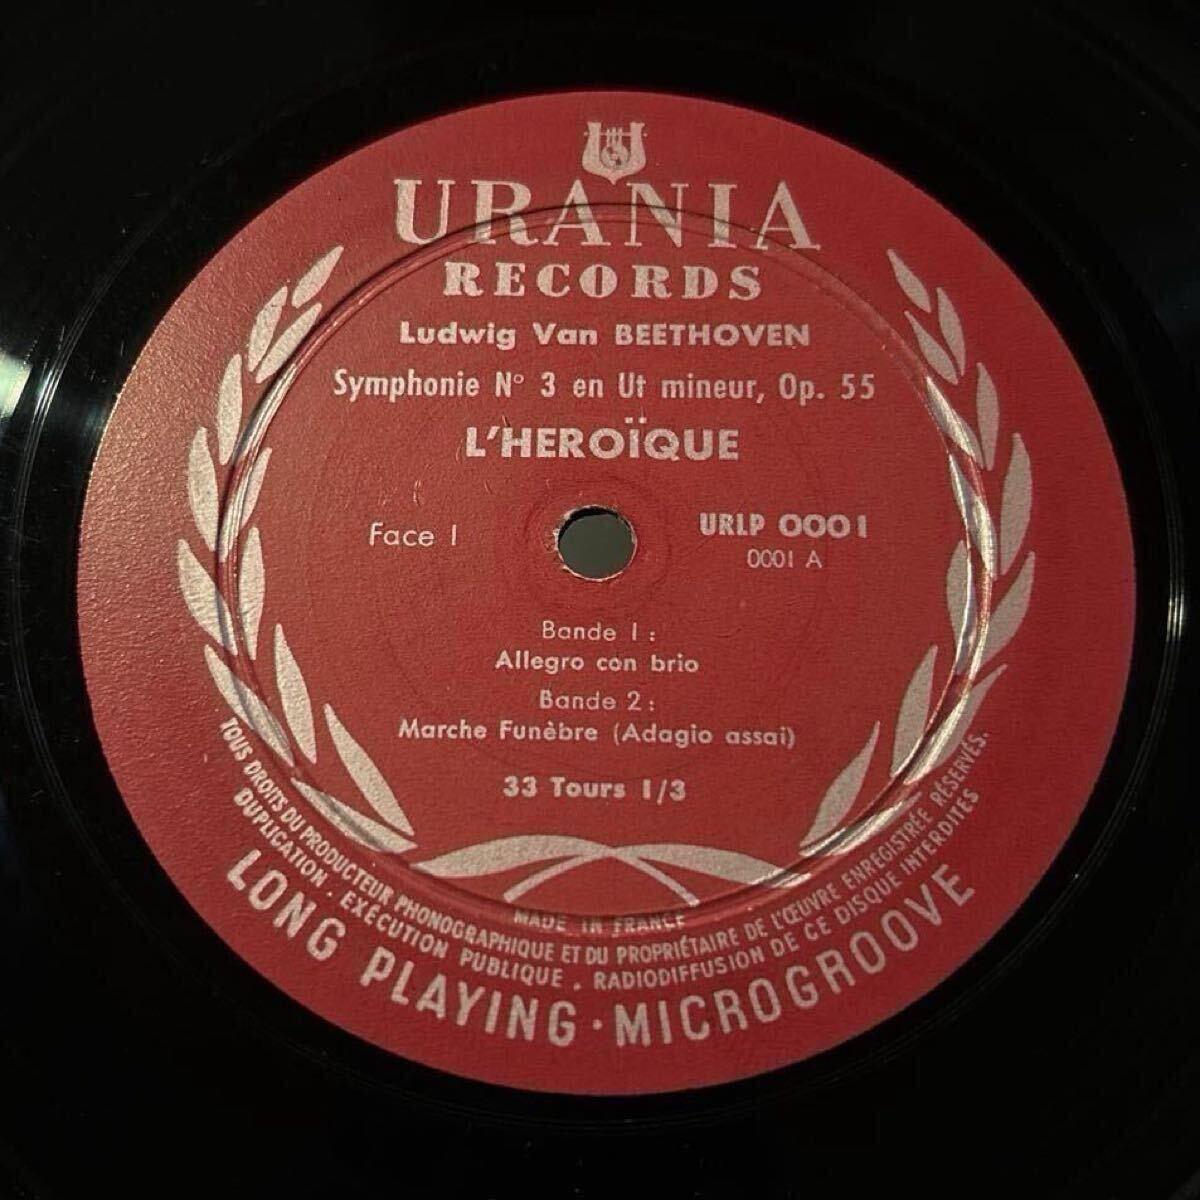 URANIA
RECORDS
Ludwig Van BEETHOVEN
Symphonie N° 3 en Ut mineur, Op. 55
L'HEROÏQUE
Face 1
URLP 0001
0001 A
Bande 1 :
Allegro con brio
Bande 2 :
Marche Funèbre (Adagio assai)
33 Tours 1/3
MADE IN FRANCE
TOUS DROITS DU PRODUCTEUR PHONOGRAPHIQUE ET DU PROPRIÉTAIRE DE L'ŒUVRE ENREGISTRÉE RÉSERVÉS.
DUPLICATION . EXÉCUTION PUBLIQUE . RADIODIFFUSION DE CE DISQUE INTERDITES
LONG PLAYING · MICROGROOVE